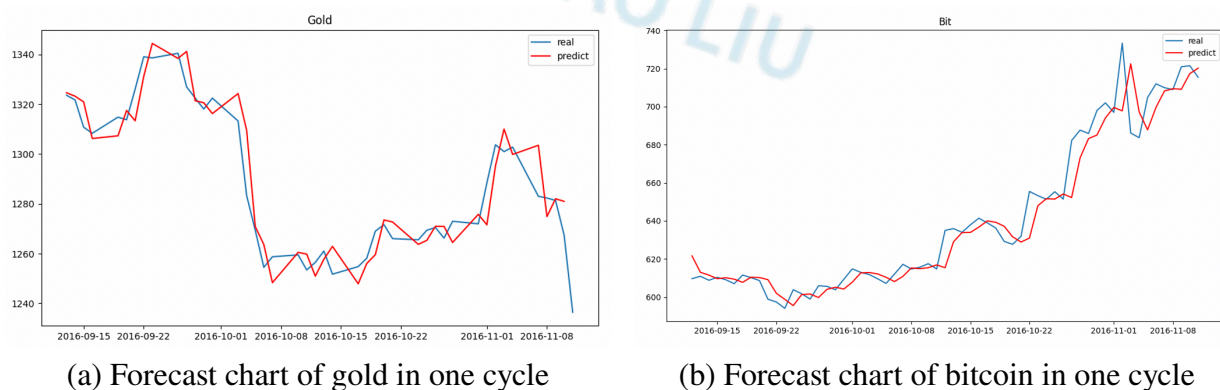 Gold
real
predict
1340
1320
1300
1280
1260
1240
2016-09-15 2016-09-22 2016-10-01 2016-10-08 2016-10-15 2016-10-22 2016-11-01 2016-11-08
(a) Forecast chart of gold in one cycle
LIU
Bit
real
predict
740
720
700
680
660
640
620
600
2016-09-15 2016-09-22 2016-10-01 2016-10-08 2016-10-15 2016-10-22 2016-11-01 2016-11-08
(b) Forecast chart of bitcoin in one cycle